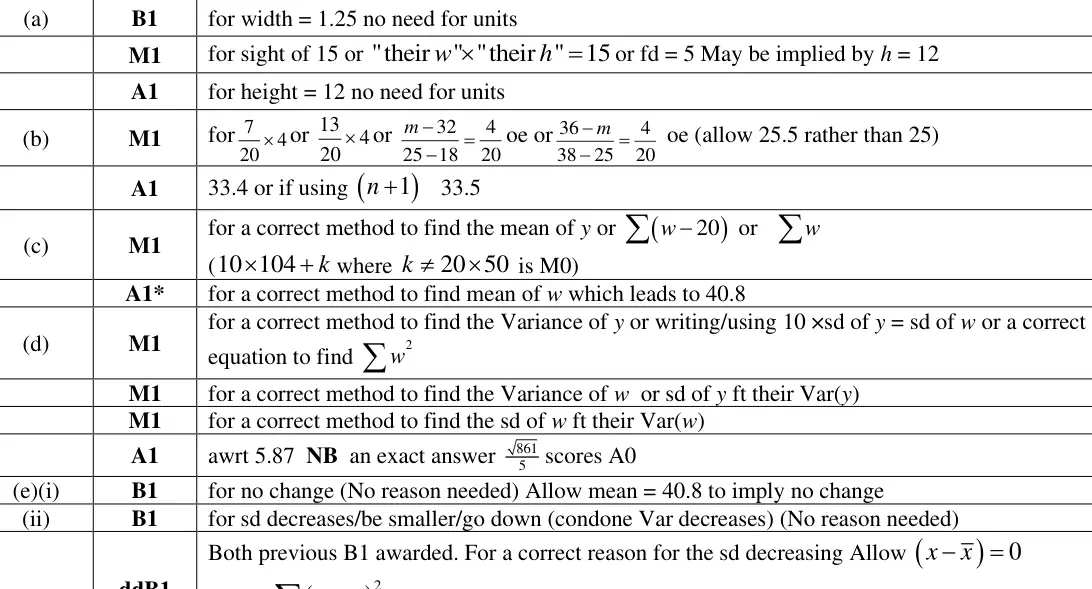 (a) B1 for width = 1.25 no need for units
M1 for sight of 15 or "their w"×"their h" = 15 or fd = 5 May be implied by h = 12
A1 for height = 12 no need for units
(b) M1 for 7/20 × 4 or 13/20 × 4 or (m − 32)/(25 − 18) = 4/20 oe or (36 − m)/(38 − 25) = 4/20 oe (allow 25.5 rather than 25)
A1 33.4 or if using (n + 1) 33.5
(c) M1 for a correct method to find the mean of y or ∑(w − 20) or ∑w
(10×104 + k where k ≠ 20×50 is M0)
A1* for a correct method to find mean of w which leads to 40.8
(d) M1 for a correct method to find the Variance of y or writing/using 10 ×sd of y = sd of w or a correct
equation to find ∑w²
M1 for a correct method to find the Variance of w or sd of y ft their Var(y)
M1 for a correct method to find the sd of w ft their Var(w)
A1 awrt 5.87 NB an exact answer √861/5 scores A0
(e)(i) B1 for no change (No reason needed) Allow mean = 40.8 to imply no change
(ii) B1 for sd decreases/be smaller/go down (condone Var decreases) (No reason needed)
Both previous B1 awarded. For a correct reason for the sd decreasing Allow (x − x̄) = 0
ddB1